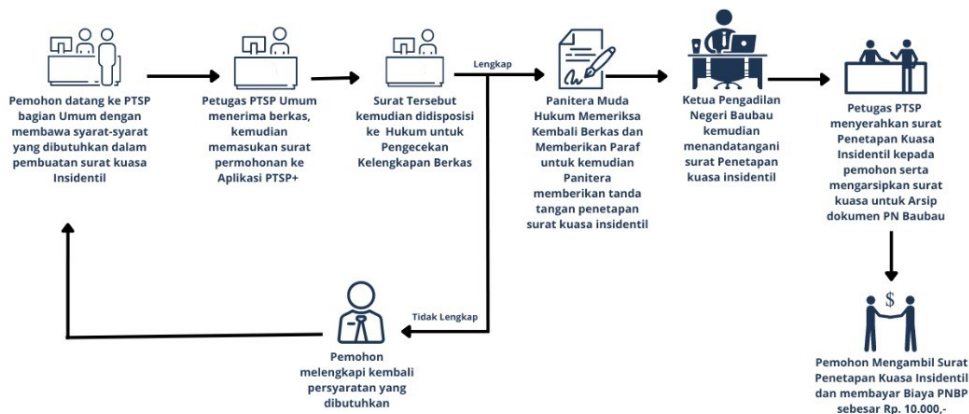 Pemohon datang ke PTSP
bagian Umum dengan
membawa syarat-syarat
yang dibutuhkan dalam
pembuatan surat kuasa
Insidentil
Petugas PTSP Umum
menerima berkas,
kemudian
memasukan surat
permohonan ke
Aplikasi PTSP+
Surat Tersebut
kemudian didisposisi
ke Hukum untuk
Pengecekan
Kelengkapan Berkas
Lengkap
Panitera Muda
Hukum Memeriksa
Kembali Berkas dan
Memberikan Paraf
untuk kemudian
Panitera
memberikan tanda
tangan penetapan
surat kuasa insidentil
Ketua Pengadilan
Negeri Baubau
kemudian
menandatangani
surat Penetapan
kuasa insidentil
Petugas PTSP
menyerahkan surat
Penetapan Kuasa
Insidentil kepada
pemohon serta
mengarsipkan surat
kuasa untuk Arsip
dokumen PN Baubau
Tidak Lengkap
Pemohon
melengkapi kembali
persyaratan yang
dibutuhkan
$
Pemohon Mengambil Surat
Penetapan Kuasa Insidentil
dan membayar Biaya PNBP
sebesar Rp. 10.000,-